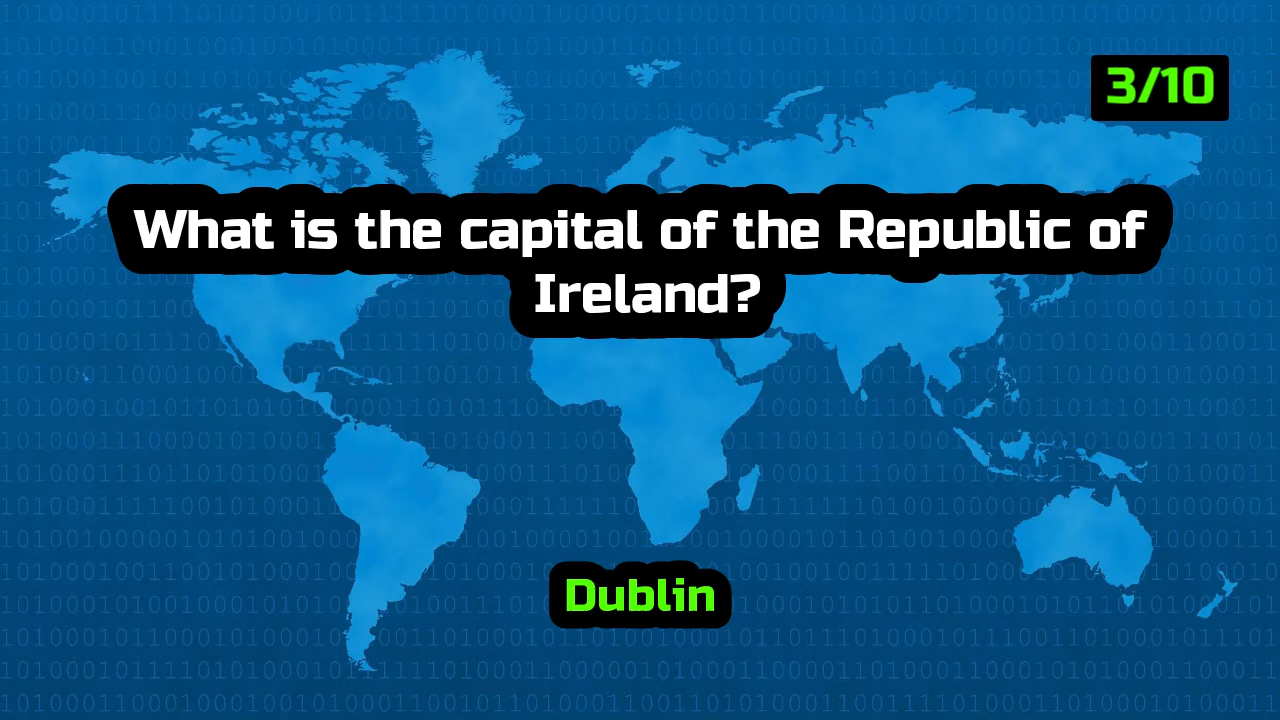 3/10
What is the capital of the Republic of
Ireland?
Dublin